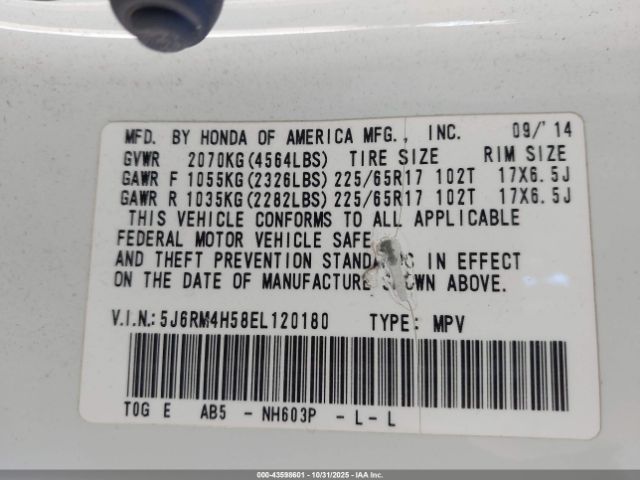 MFD. BY HONDA OF AMERICA MFG., INC. 09/'14
GVWR 2070KG(4564LBS) TIRE SIZE RIM SIZE
GAWR F 1055KG(2326LBS) 225/65R17 102T 17X6.5J
GAWR R 1035KG(2282LBS) 225/65R17 102T 17X6.5J
THIS VEHICLE CONFORMS TO ALL APPLICABLE
FEDERAL MOTOR VEHICLE SAFE
AND THEFT PREVENTION STANDA IN EFFECT
ON THE DATE OF MANUFACTURE SHOWN ABOVE.
V.I.N.:5J6RM4H58EL120180 TYPE: MPV
TOG E AB5 - NH603P - L - L
000-43598601 - 10/31/2025 - IAA Inc.